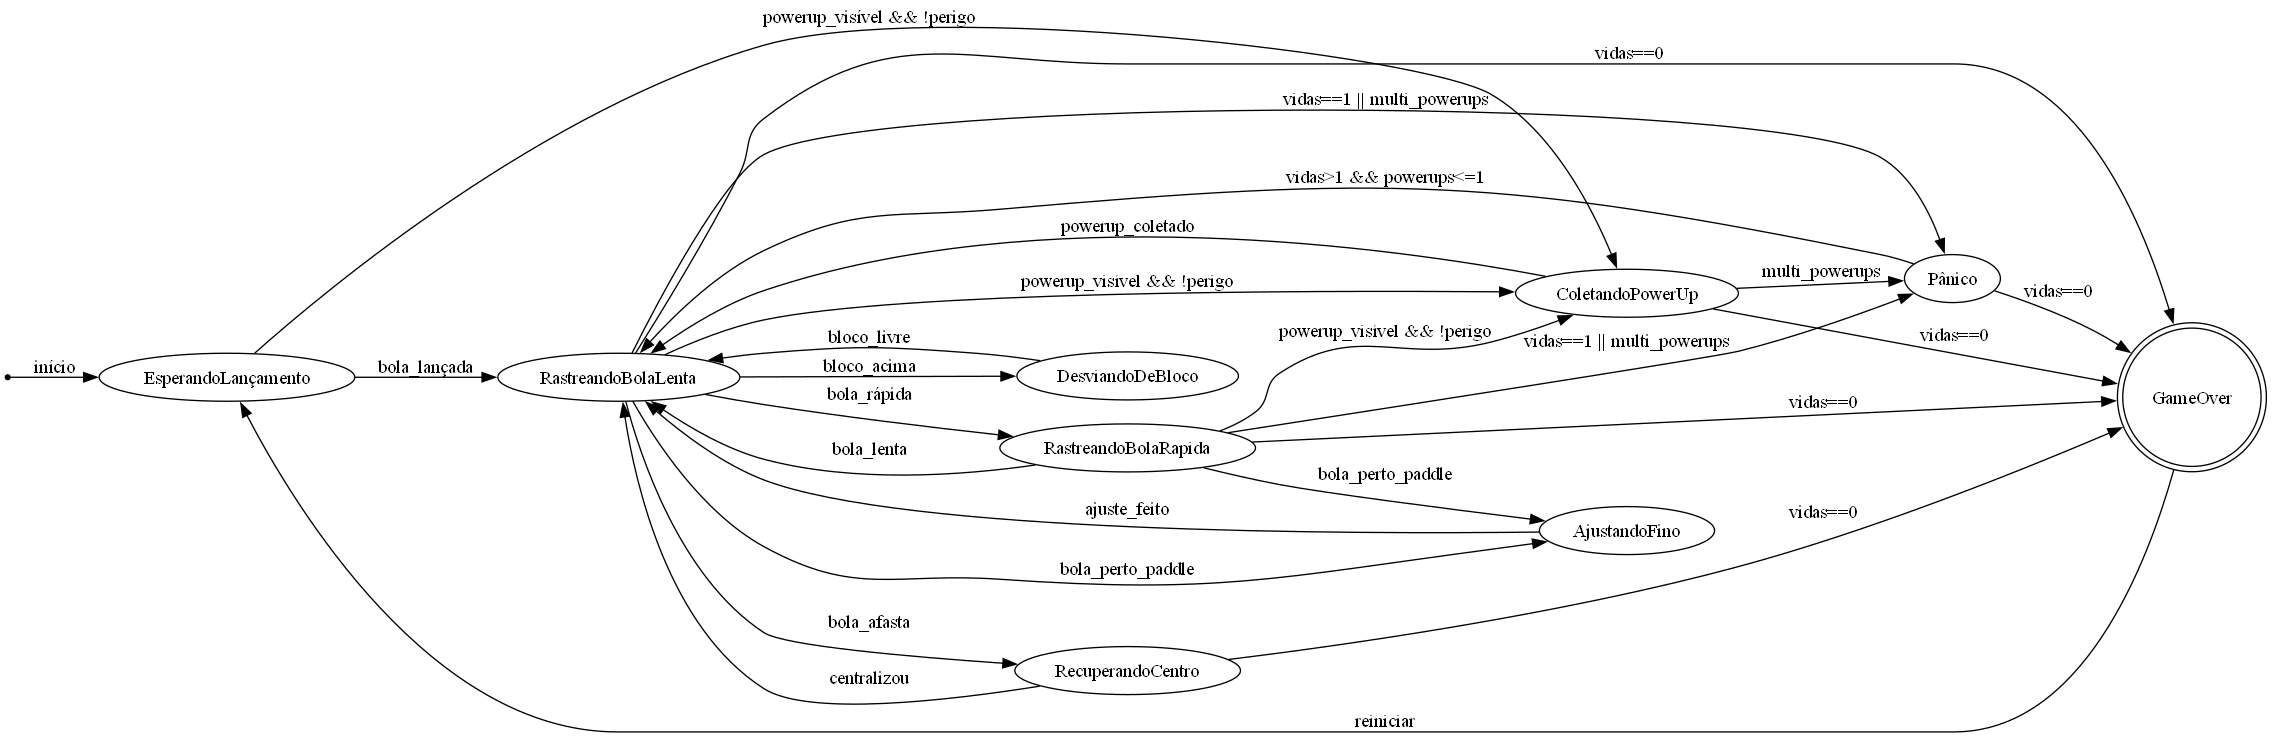 powerup_visível && !perigo
vidas==0
vidas==1 || multi_powerups
vidas>1 && powerups<=1
powerup_coletado
multi_powerups
Pânico
powerup_visível && !perigo
ColetandoPowerUp
vidas==0
bloco_livre
powerup_visível && !perigo
vidas==1 || multi_powerups
vidas==0
início
EsperandoLançamento
bola_lançada
RastreandoBolaLenta
bloco_acima
DesviandoDeBloco
bola_rápida
vidas==0
GameOver
bola_lenta
RastreandoBolaRapida
bola_perto_paddle
ajuste_feito
vidas==0
AjustandoFino
bola_perto_paddle
bola_afasta
RecuperandoCentro
centralizou
reiniciar